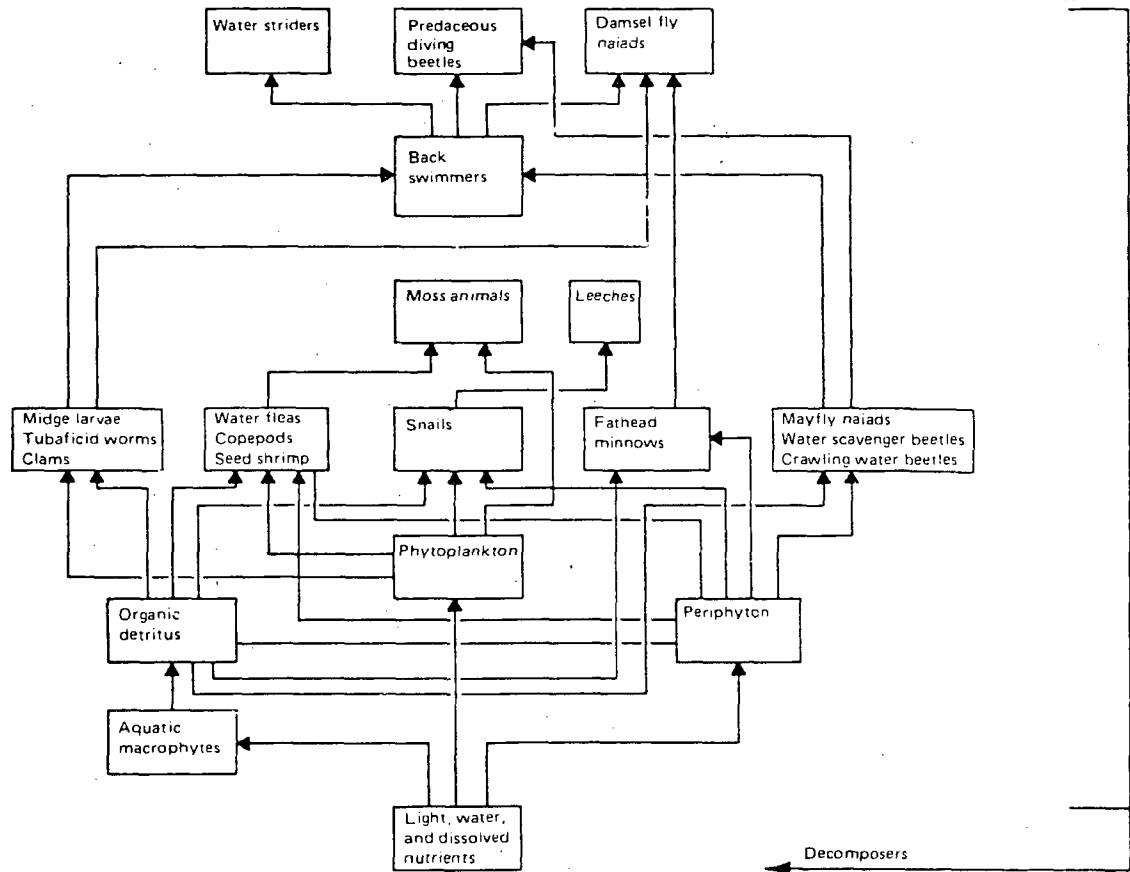 Water striders
Predaceous
diving
beetles
Damsel fly
naiads
Back
swimmers
Moss animals
Leeches
Midge larvae
Tubaficid worms
Clams
Water fleas
Copepods
Seed shrimp
Snails
Fathead
minnows
Mayfly naiads
Water scavenger beetles
Crawling water beetles
Phytoplankton
Organic
detritus
Periphyton
Aquatic
macrophytes
Light, water,
and dissolved
nutrients
Decomposers